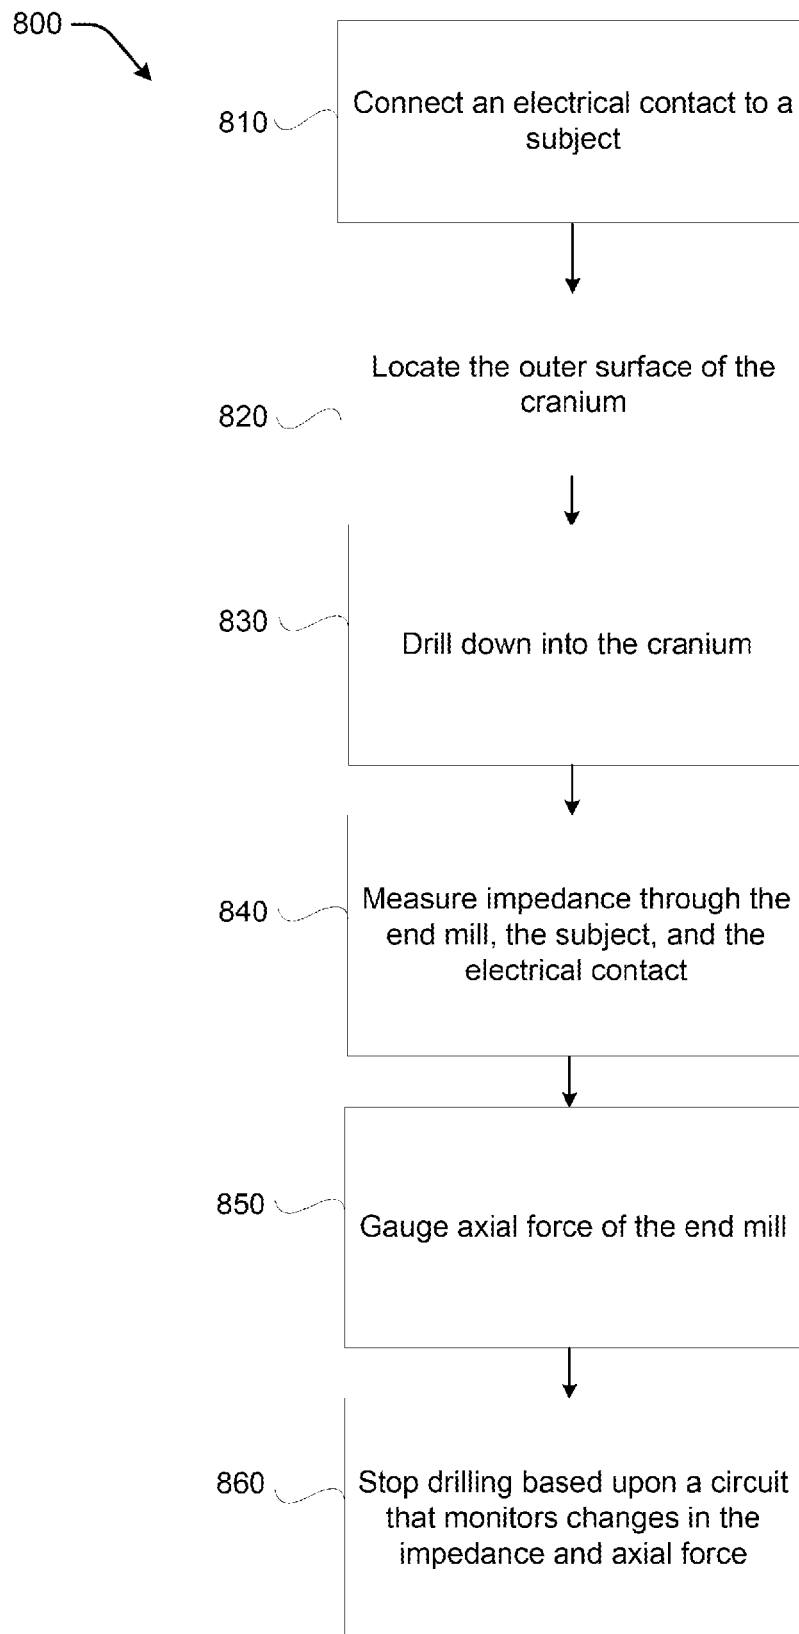 800
810
Connect an electrical contact to a
subject
820
Locate the outer surface of the
cranium
830
Drill down into the cranium
840
Measure impedance through the
end mill, the subject, and the
electrical contact
850
Gauge axial force of the end mill
860
Stop drilling based upon a circuit
that monitors changes in the
impedance and axial force